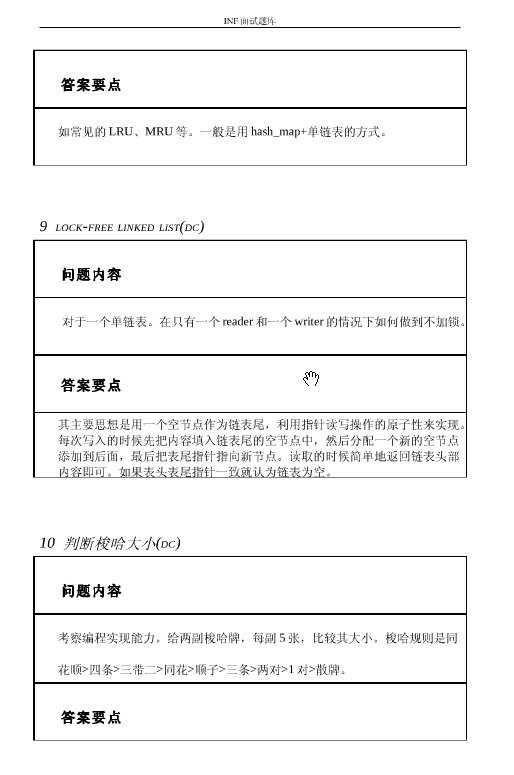 INF 面试题库
答案要点
如常见的 LRU、MRU 等。一般是用 hash_map+单链表的方式。
9 LOCK-FREE LINKED LIST(DC)
问题内容
对于一个单链表。在只有一个 reader 和一个 writer 的情况下如何做到不加锁。
答案要点
其主要思想是用一个空节点作为链表尾，利用指针读写操作的原子性来实现。
每次写入的时候先把内容填入链表尾的空节点中，然后分配一个新的空节点
添加到后面，最后把表尾指针指向新节点。读取的时候简单地返回链表头部
内容即可。如果表头表尾指针一致就认为链表为空。
10 判断梭哈大小(DC)
问题内容
考察编程实现能力。给两副梭哈牌，每副 5 张，比较其大小。梭哈规则是同
花顺>四条>三带二>同花>顺子>三条>两对>1 对>散牌。
答案要点